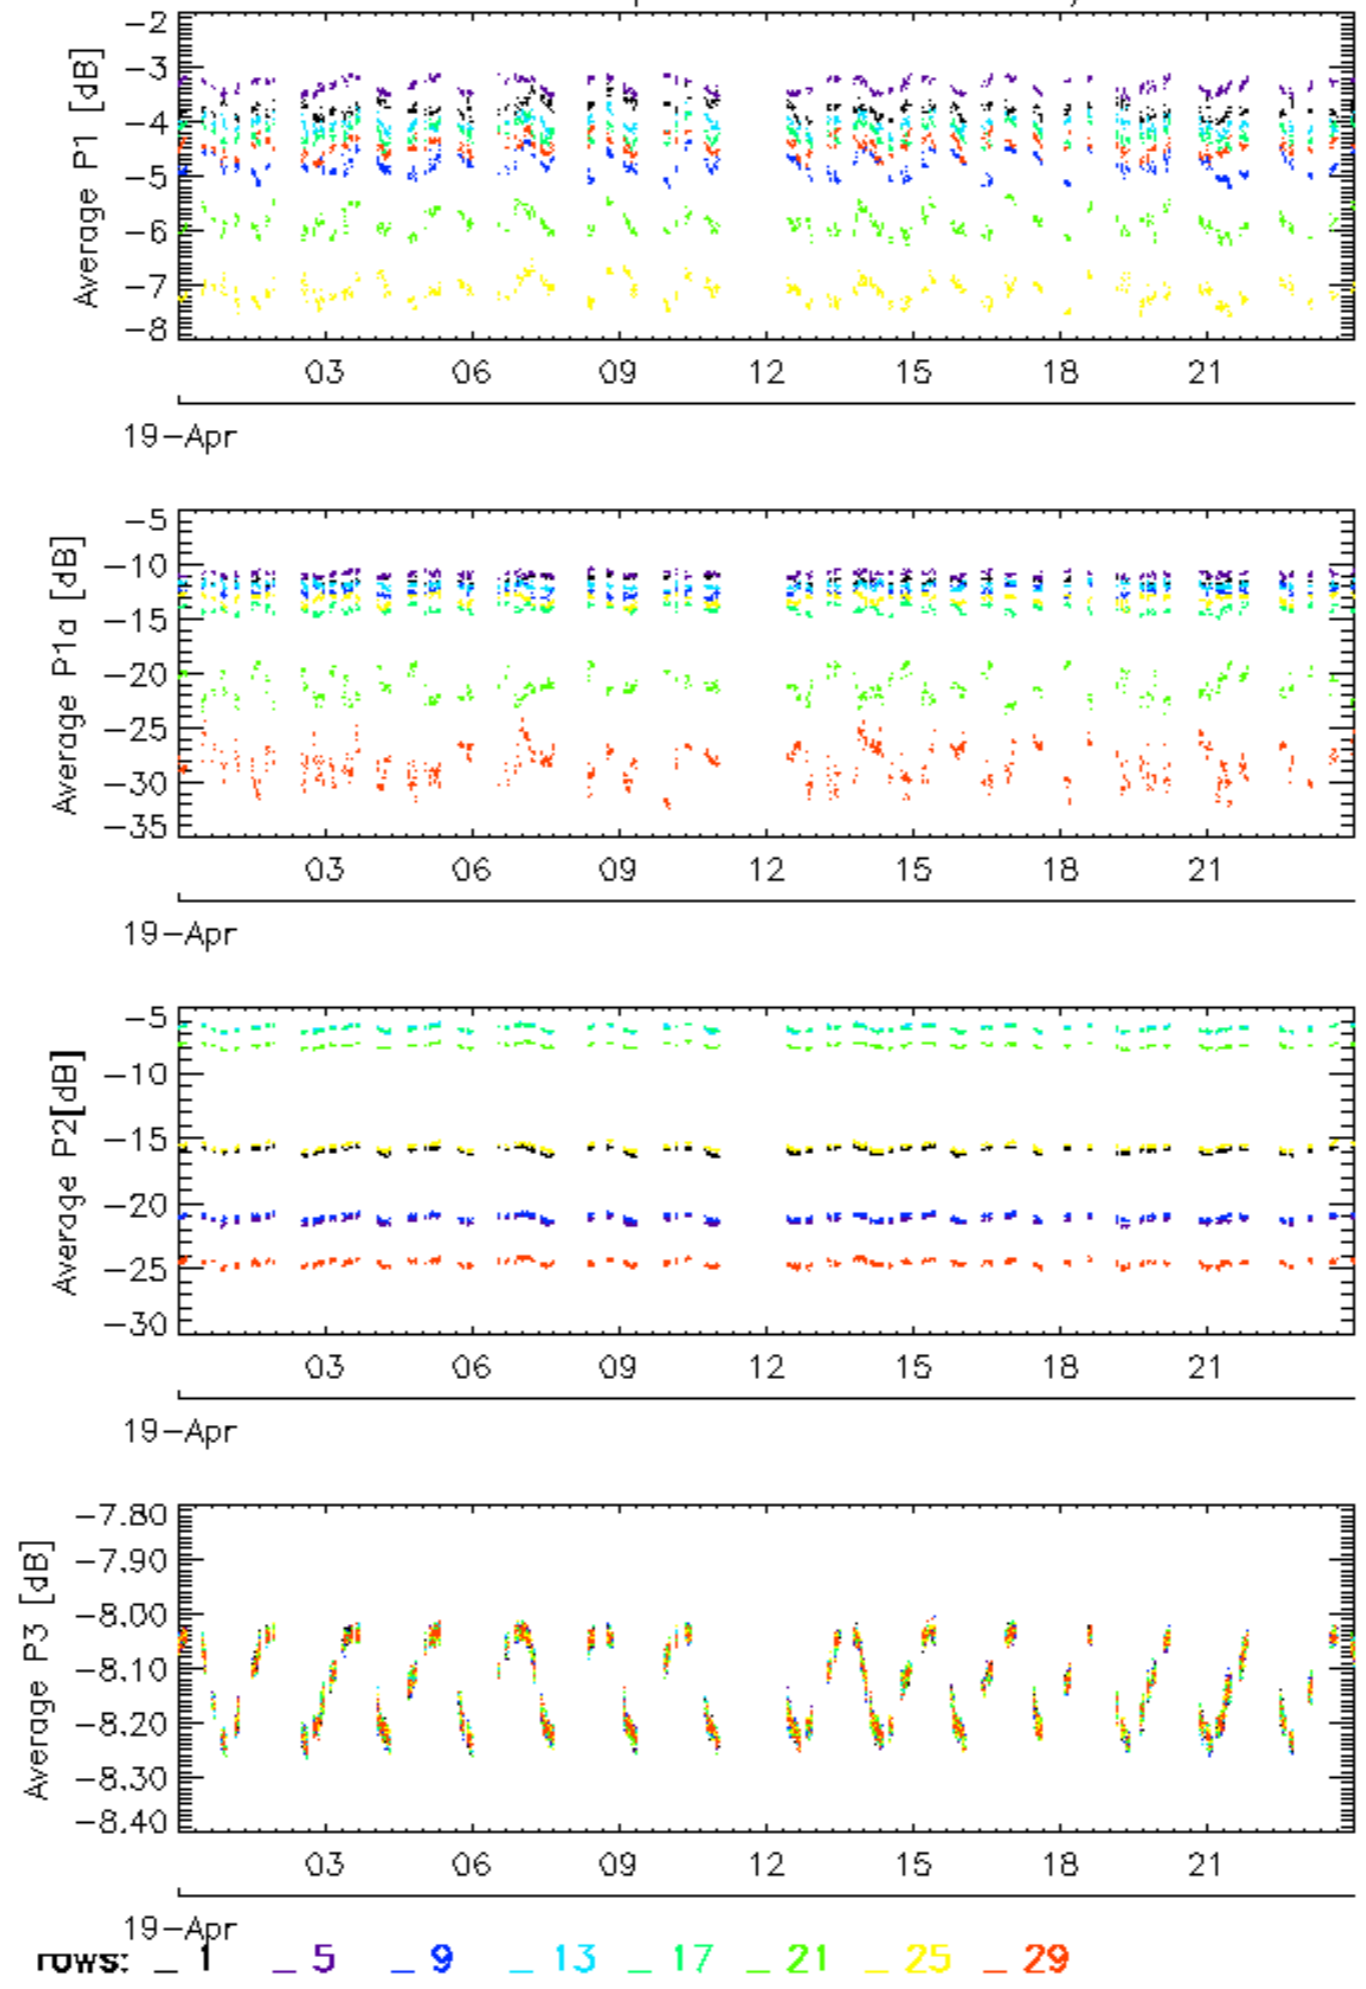 -2
-3
-4
-5
-6
-7
-8
Average P1 [dB]
03 06 09 12 15 18 21
19-Apr
-5
-10
-15
-20
-25
-30
-35
Average P1a [dB]
03 06 09 12 15 18 21
19-Apr
-5
-10
-15
-20
-25
-30
Average P2[dB]
03 06 09 12 15 18 21
19-Apr
-7.80
-7.90
-8.00
-8.10
-8.20
-8.30
-8.40
Average P3 [dB]
03 06 09 12 15 18 21
19-Apr
rows: _ 1 _ 5 _ 9 _ 13 _ 17 _ 21 _ 25 _ 29